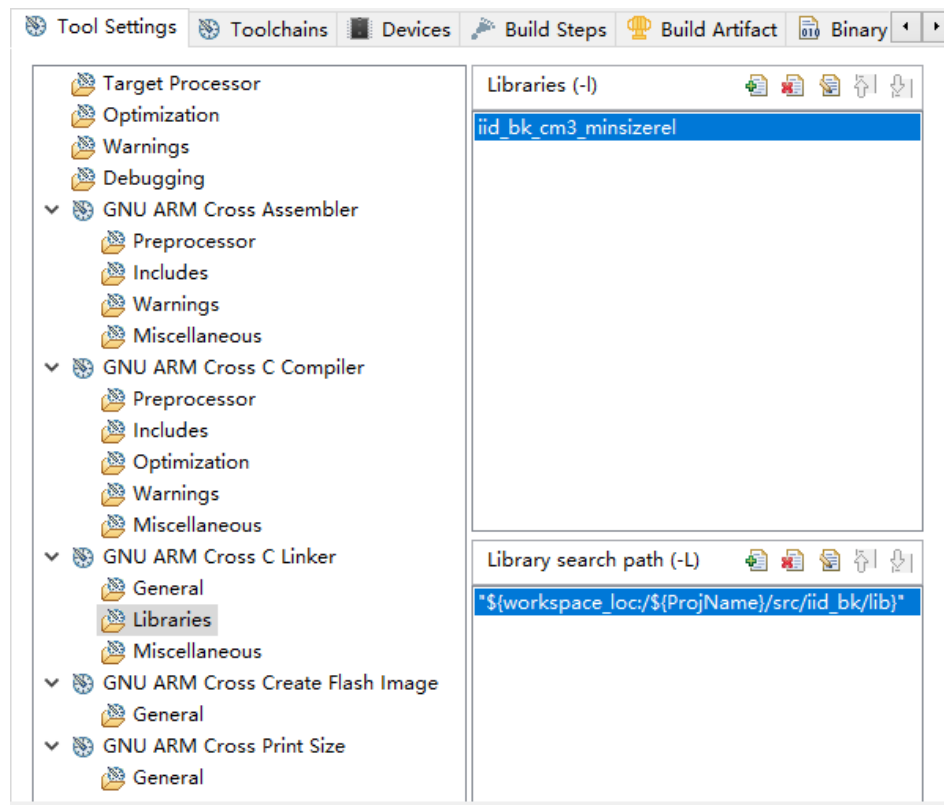 Tool Settings
Toolchains
Devices
Build Steps
Build Artifact
Binary
Target Processor
Optimization
Warnings
Debugging
GNU ARM Cross Assembler
Preprocessor
Includes
Warnings
Miscellaneous
GNU ARM Cross C Compiler
Preprocessor
Includes
Optimization
Warnings
Miscellaneous
GNU ARM Cross C Linker
General
Libraries
Miscellaneous
GNU ARM Cross Create Flash Image
General
GNU ARM Cross Print Size
General
Libraries (-l)
iid_bk_cm3_minsizerel
Library search path (-L)
"${workspace_loc:/${ProjName}/src/iid_bk/lib}"